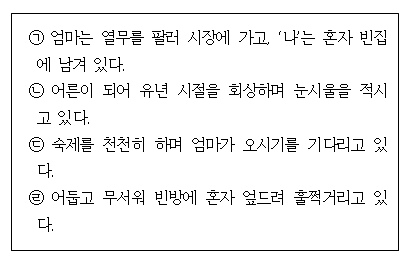 ㉠ 엄마는 열무를 팔러 시장에 가고, ‘나’는 혼자 빈집
에 남겨 있다.
㉡ 어른이 되어 유년 시절을 회상하며 눈시울을 적시
고 있다.
㉢ 숙제를 천천히 하며 엄마가 오시기를 기다리고 있
다.
㉣ 어둡고 무서워 빈방에 혼자 엎드려 훌쩍거리고 있
다.